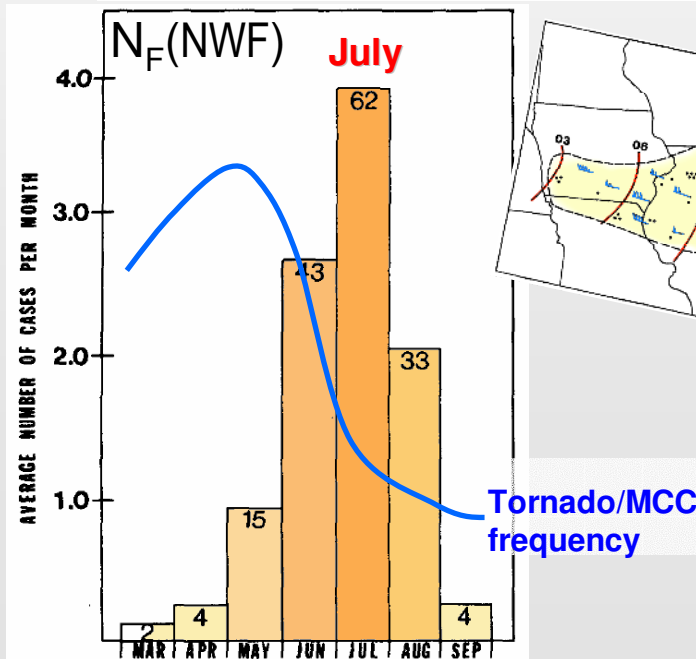 N_F(NWF)
July
4.0
3.0
2.0
1.0
AVERAGE NUMBER OF CASES PER MONTH
2
4
15
43
62
33
4
MAR APR MAY JUN JUL AUG SEP
03
06
Tornado/MCC
frequency